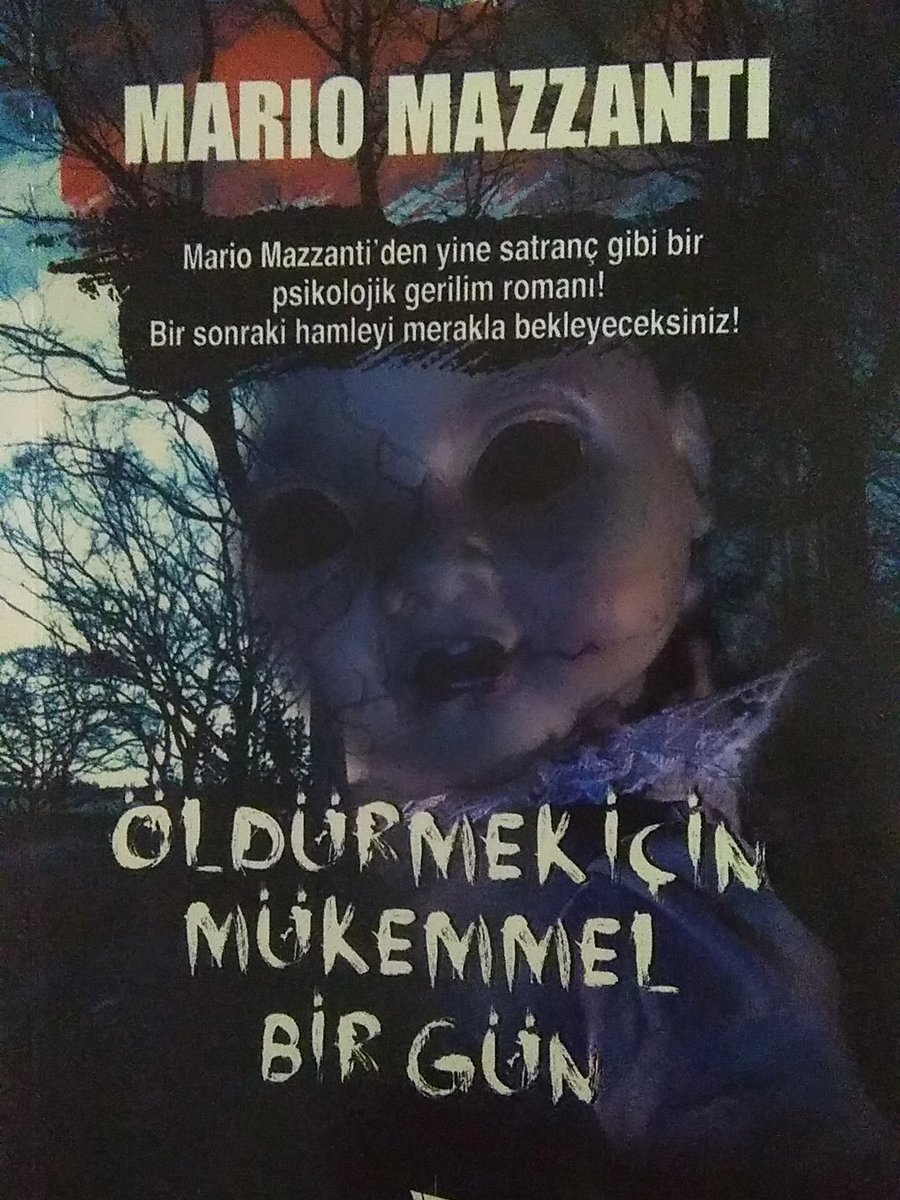 MARIO MAZZANTI
Mario Mazzanti'den yine satranç gibi bir
psikolojik gerilim romanı!
Bir sonraki hamleyi merakla bekleyeceksiniz!
ÖLDÜRMEK İÇİN
MÜKEMMEL
BİR GÜN